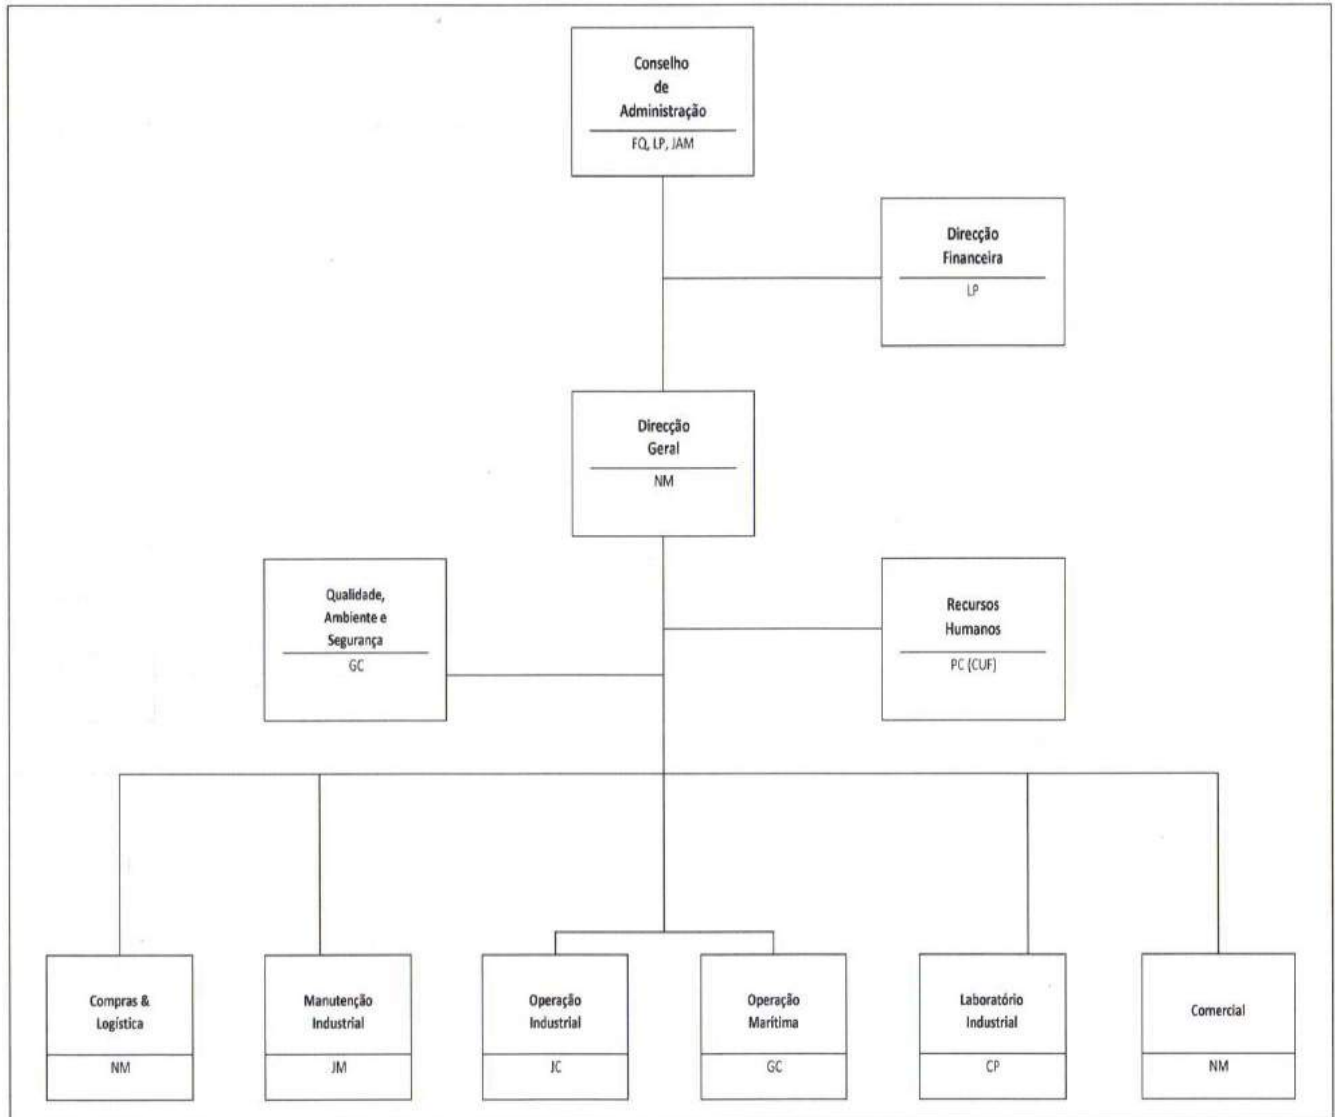 Conselho
de
Administração
FQ, LP, JAM
Direcção
Financeira
LP
Direcção
Geral
NM
Qualidade,
Ambiente e
Segurança
GC
Recursos
Humanos
PC (CUF)
Compras &
Logística
NM
Manutenção
Industrial
JM
Operação
Industrial
JC
Operação
Marítima
GC
Laboratório
Industrial
CP
Comercial
NM